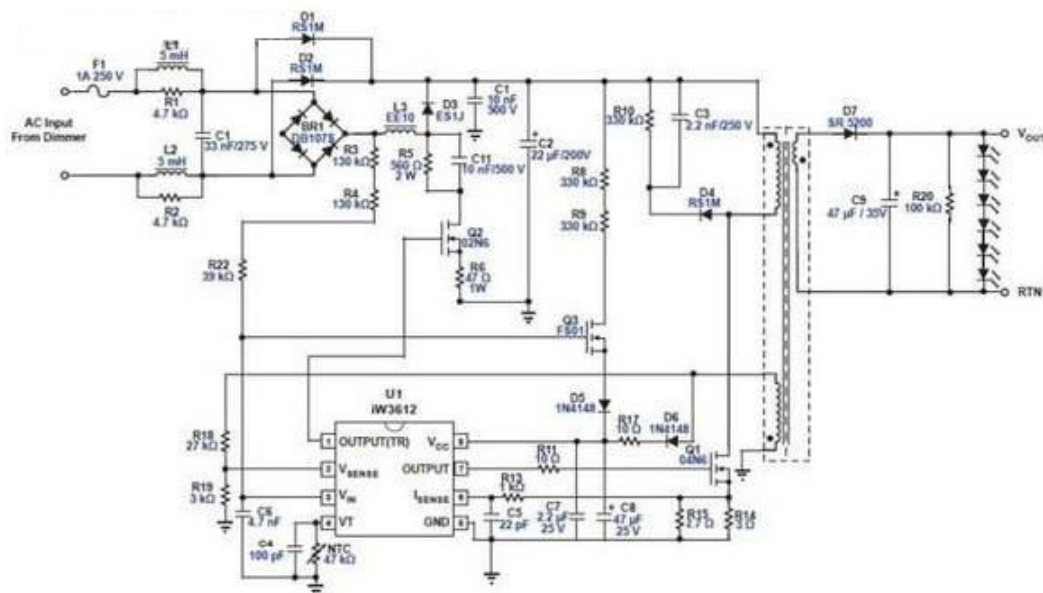 F1
1A 250 V
L1
5 mH
R1
4.7 kΩ
AC Input
From Dimmer
C1
33 nF/275 V
L2
5 mH
R2
4.7 kΩ
D1
RS1M
D2
RS1M
BR1
DB107S
L3
EE10
D3
ES1J
C1
10 nF
500 V
C2
22 µF/200V
R3
130 kΩ
R4
130 kΩ
R5
560 Ω
2 W
C11
10 nF/500 V
Q2
02N6
R6
47 Ω
1W
R22
39 kΩ
R8
330 kΩ
R9
330 kΩ
R10
330 kΩ
C3
2.2 nF/250 V
D4
RS1M
D7
SR 5200
VOUT
C9
47 µF / 35V
R20
100 kΩ
RTN
Q3
FS01
D5
1N4148
R17
10 Ω
D6
1N4148
Q1
04N6
R11
10 Ω
R13
1 kΩ
U1
iW3612
1
OUTPUT(TR)
VCC
8
2
VSENSE
OUTPUT
7
3
VIN
ISENSE
6
4
VT
GND
5
R18
27 kΩ
R19
3 kΩ
C6
4.7 nF
C4
100 pF
NTC
47 kΩ
C5
22 pF
C7
2.2 µF
25 V
C8
47 µF
25 V
R15
2.7 Ω
R14
3 Ω